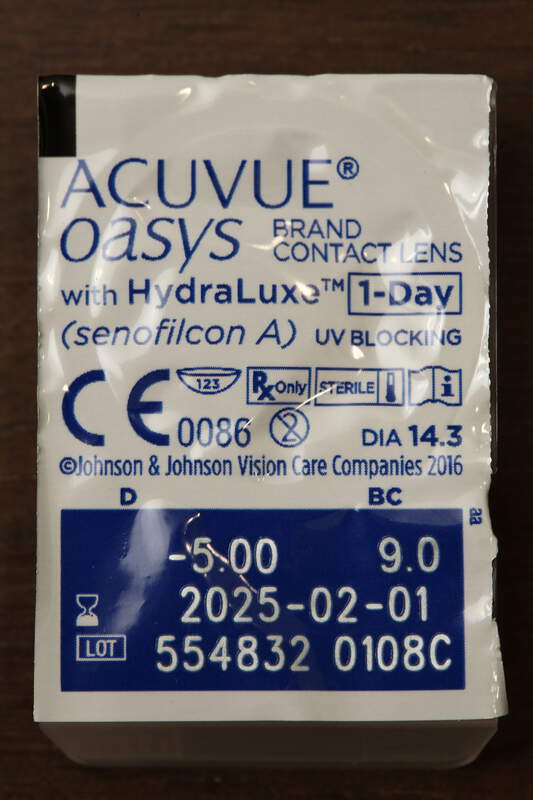 ACUVUE®
oasys BRAND CONTACT LENS
with HydraLuxe™ 1-Day
(senofilcon A) UV BLOCKING
CE 0086 123 Rx Only STERILE i
2 DIA 14.3
©Johnson & Johnson Vision Care Companies 2016
D BC
aa
-5.00 9.0
2025-02-01
LOT 554832 0108C